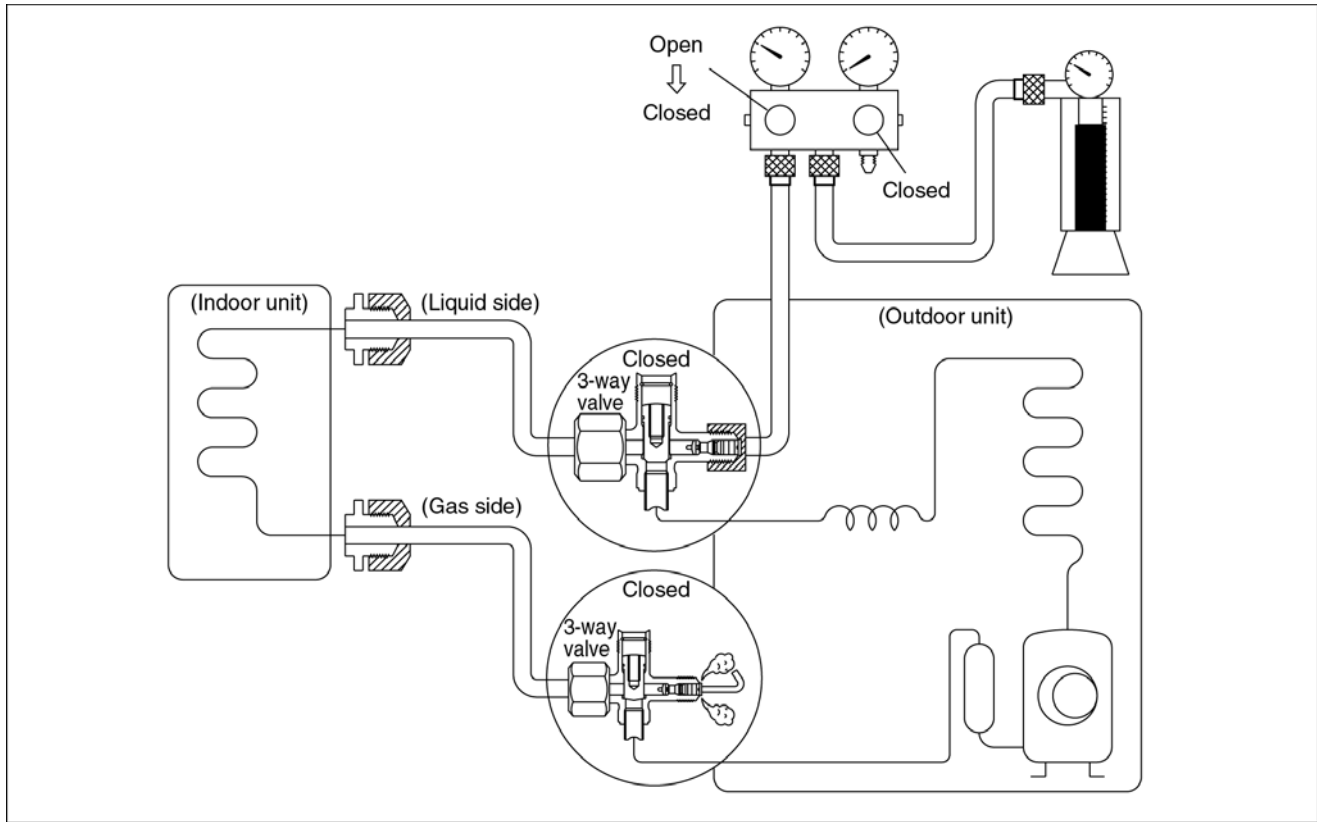 Open
Closed
Closed
(Indoor unit)
(Liquid side)
(Outdoor unit)
Closed
3-way
valve
(Gas side)
Closed
3-way
valve